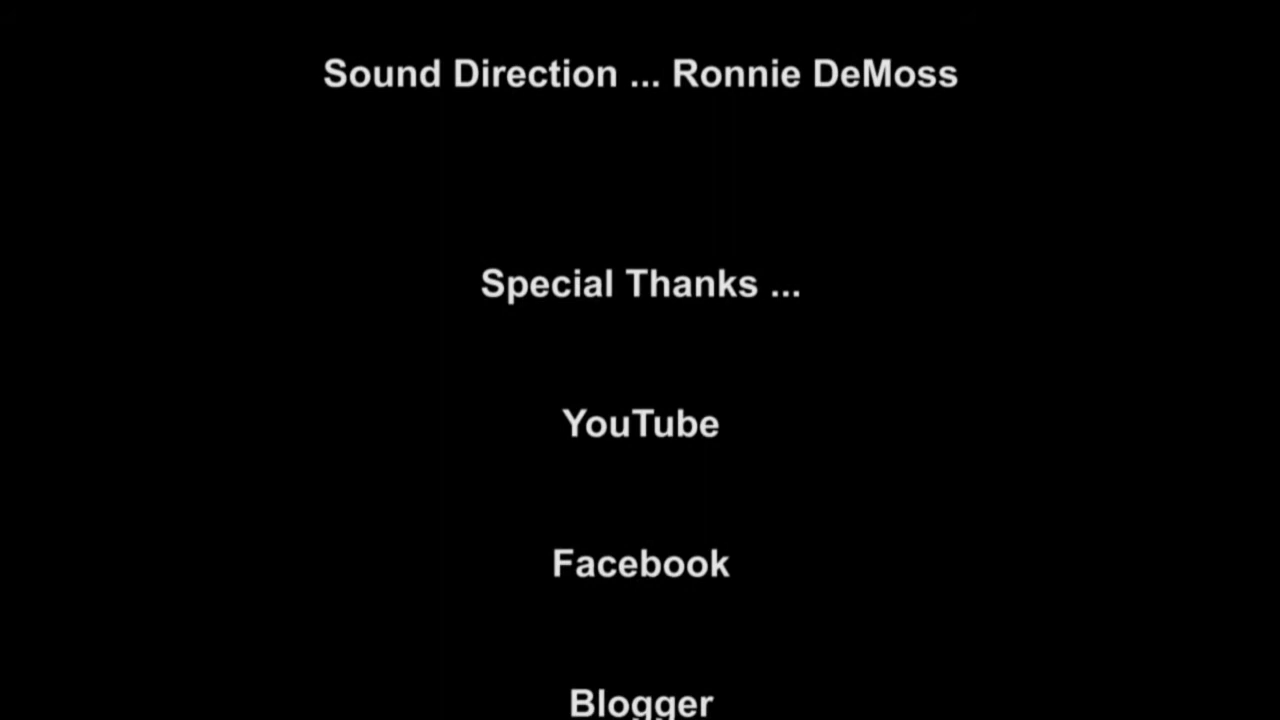 Sound Direction ... Ronnie DeMoss
Special Thanks ...
YouTube
Facebook
Blogger